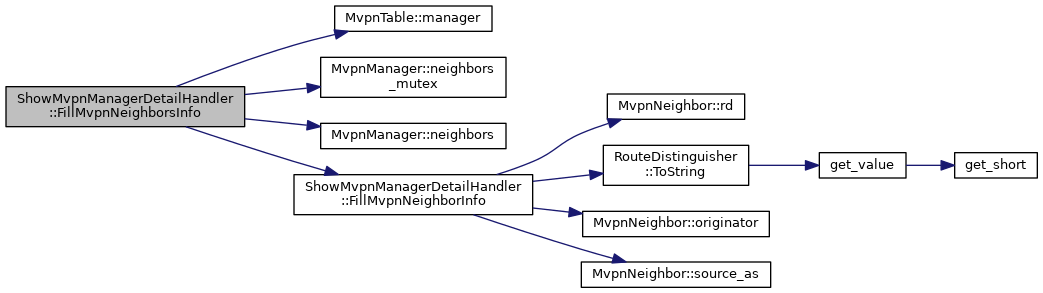 MvpnTable::manager
MvpnManager::neighbors
_mutex
ShowMvpnManagerDetailHandler
::FillMvpnNeighborsInfo
MvpnManager::neighbors
MvpnNeighbor::rd
RouteDistinguisher
::ToString
get_value
get_short
ShowMvpnManagerDetailHandler
::FillMvpnNeighborInfo
MvpnNeighbor::originator
MvpnNeighbor::source_as